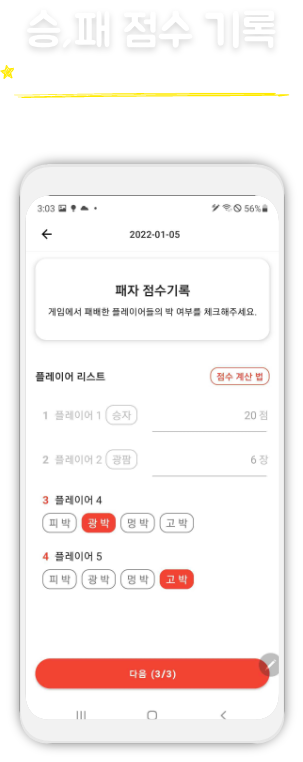 승,패 점수 기록
3:03 56%
2022-01-05
패자 점수기록
게임에서 패배한 플레이어들의 박 여부를 체크해주세요.
플레이어 리스트 점수 계산 법
1 플레이어 1 승자 20 점
2 플레이어 2 광팜 6 장
3 플레이어 4
피 박 광 박 멍 박 고 박
4 플레이어 5
피 박 광 박 멍 박 고 박
다음 (3/3)